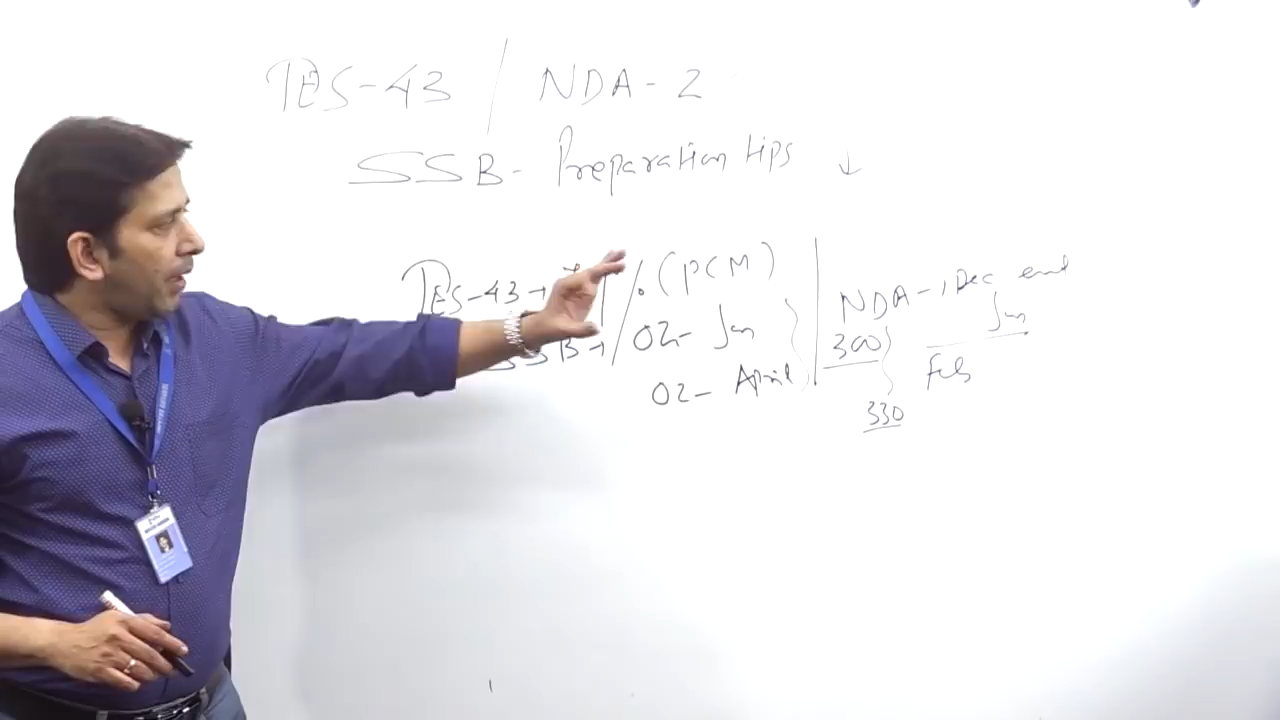 TES-43 / NDA-2
SSB- Preparation tips ↓
TES-43 → % (PCM)
SSB → 02- Jan
02- April
NDA → Dec end
Jan
300
Feb
330